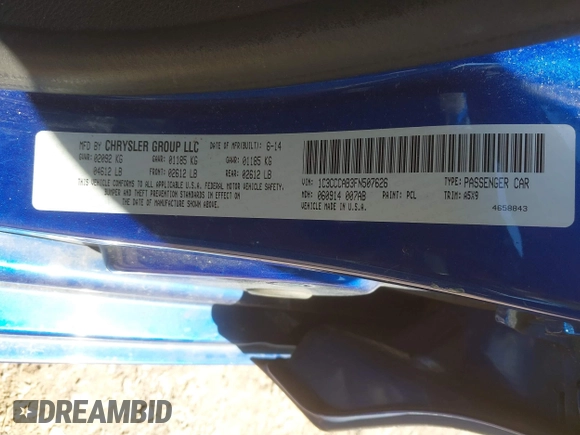 MFD BY CHRYSLER GROUP LLC DATE OF MFR(BUILT): 6-14
GVWR: 02092 KG GAWR: 01185 KG GAWR: 01185 KG
04612 LB FRONT: 02612 LB REAR: 02612 LB
THIS VEHICLE CONFORMS TO ALL APPLICABLE U.S.A. FEDERAL MOTOR VEHICLE SAFETY,
BUMPER AND THEFT PREVENTION STANDARDS IN EFFECT ON
THE DATE OF MANUFACTURE SHOWN ABOVE.
VIN: 1C3CCCAB3FN507626 TYPE: PASSENGER CAR
MDH: 060914 007AB PAINT: PCL TRIM: A5X9
VEHICLE MADE IN U.S.A. 4658843
DREAMBID